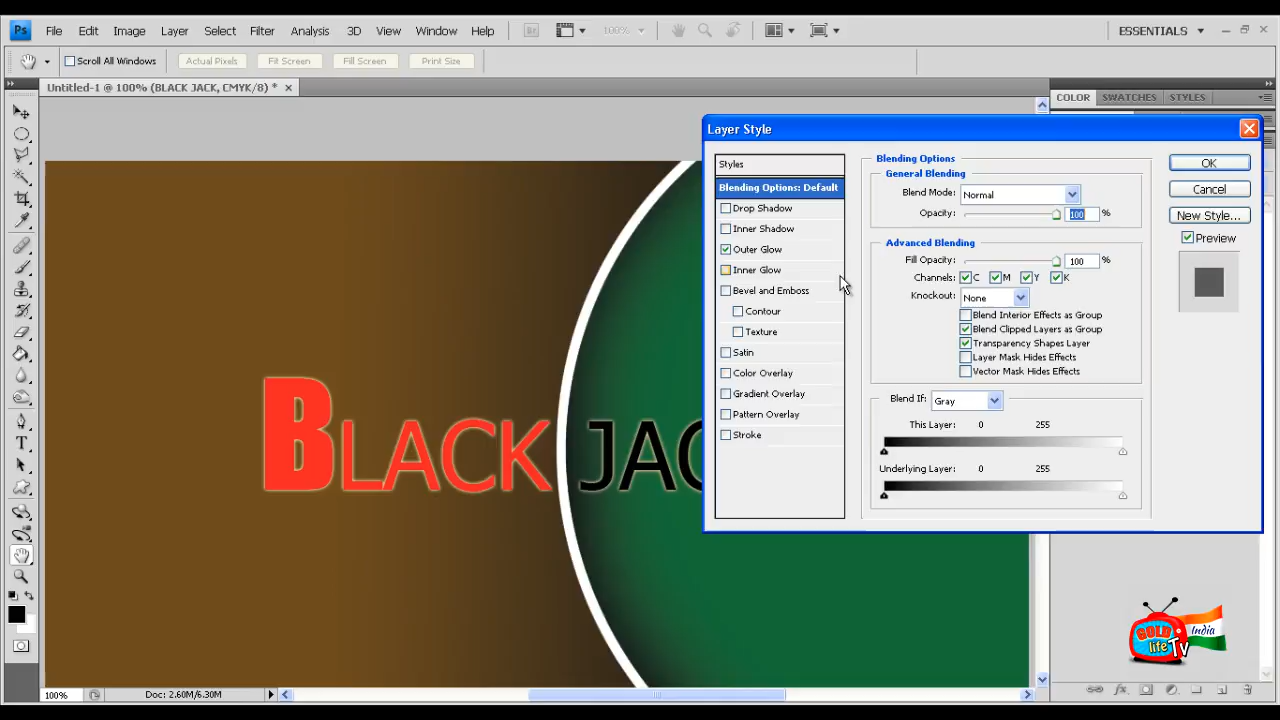 Ps File Edit Image Layer Select Filter Analysis 3D View Window Help Br 100% ESSENTIALS
Scroll All Windows Actual Pixels Fit Screen Fill Screen Print Size
Untitled-1 @ 100% (BLACK JACK, CMYK/8) *
COLOR SWATCHES STYLES
Layer Style
Styles
Blending Options: Default
Drop Shadow
Inner Shadow
Outer Glow
Inner Glow
Bevel and Emboss
Contour
Texture
Satin
Color Overlay
Gradient Overlay
Pattern Overlay
Stroke
Blending Options
General Blending
Blend Mode: Normal
Opacity: 100 %
Advanced Blending
Fill Opacity: 100 %
Channels: C M Y K
Knockout: None
Blend Interior Effects as Group
Blend Clipped Layers as Group
Transparency Shapes Layer
Layer Mask Hides Effects
Vector Mask Hides Effects
Blend If: Gray
This Layer: 0 255
Underlying Layer: 0 255
OK
Cancel
New Style...
Preview
BLACK JAC
T
GOLD
life TV
India
fx
100% Doc: 2.60M/6.30M